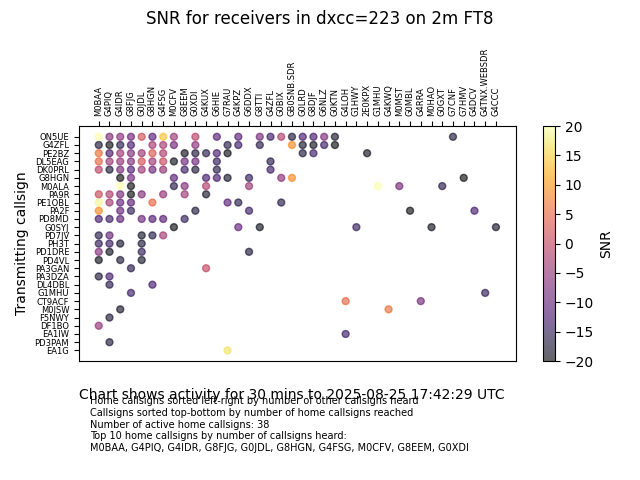 SNR for receivers in dxcc=223 on 2m FT8
M0BAA G4PIQ G4IDR G8FJG G0JDL G8HGN G4FSG M0CFV G8EEM G0XDI G4KUX G6HIE G7RAU G4KPZ G6DDX G8TTI G4ZFL G0BIX GB0SNB.SDR G0LRD G8DJF G6NLZ G0KTN G4LOH G1HWY 2E0KPX G1MHU G4KWQ M0MST G0MBL G4RRA M0HAO G0GXT G7CNF G7HMV G4DCV G4TNX.WEBSDR G4CCC
Transmitting callsign
ON5UE
G4ZFL
PE2BZ
DL5EAG
DK0PRL
G8HGN
M0ALA
PA9R
PE1OBL
PA2F
PD8MD
G0SYJ
PD7IV
PH3T
PD1DRE
PD4VL
PA3GAN
PA3DZA
DL4DBL
G1MHU
CT9ACF
M0ISW
F5NWY
DF1BO
EA1IW
PD3PAM
EA1G
20
15
10
5
0
−5
−10
−15
−20
SNR
Chart shows activity for 30 mins to 2025-08-25 17:42:29 UTC
Home callsigns sorted left-right by number of other callsigns heard
Callsigns sorted top-bottom by number of home callsigns reached
Number of active home callsigns: 38
Top 10 home callsigns by number of callsigns heard:
M0BAA, G4PIQ, G4IDR, G8FJG, G0JDL, G8HGN, G4FSG, M0CFV, G8EEM, G0XDI